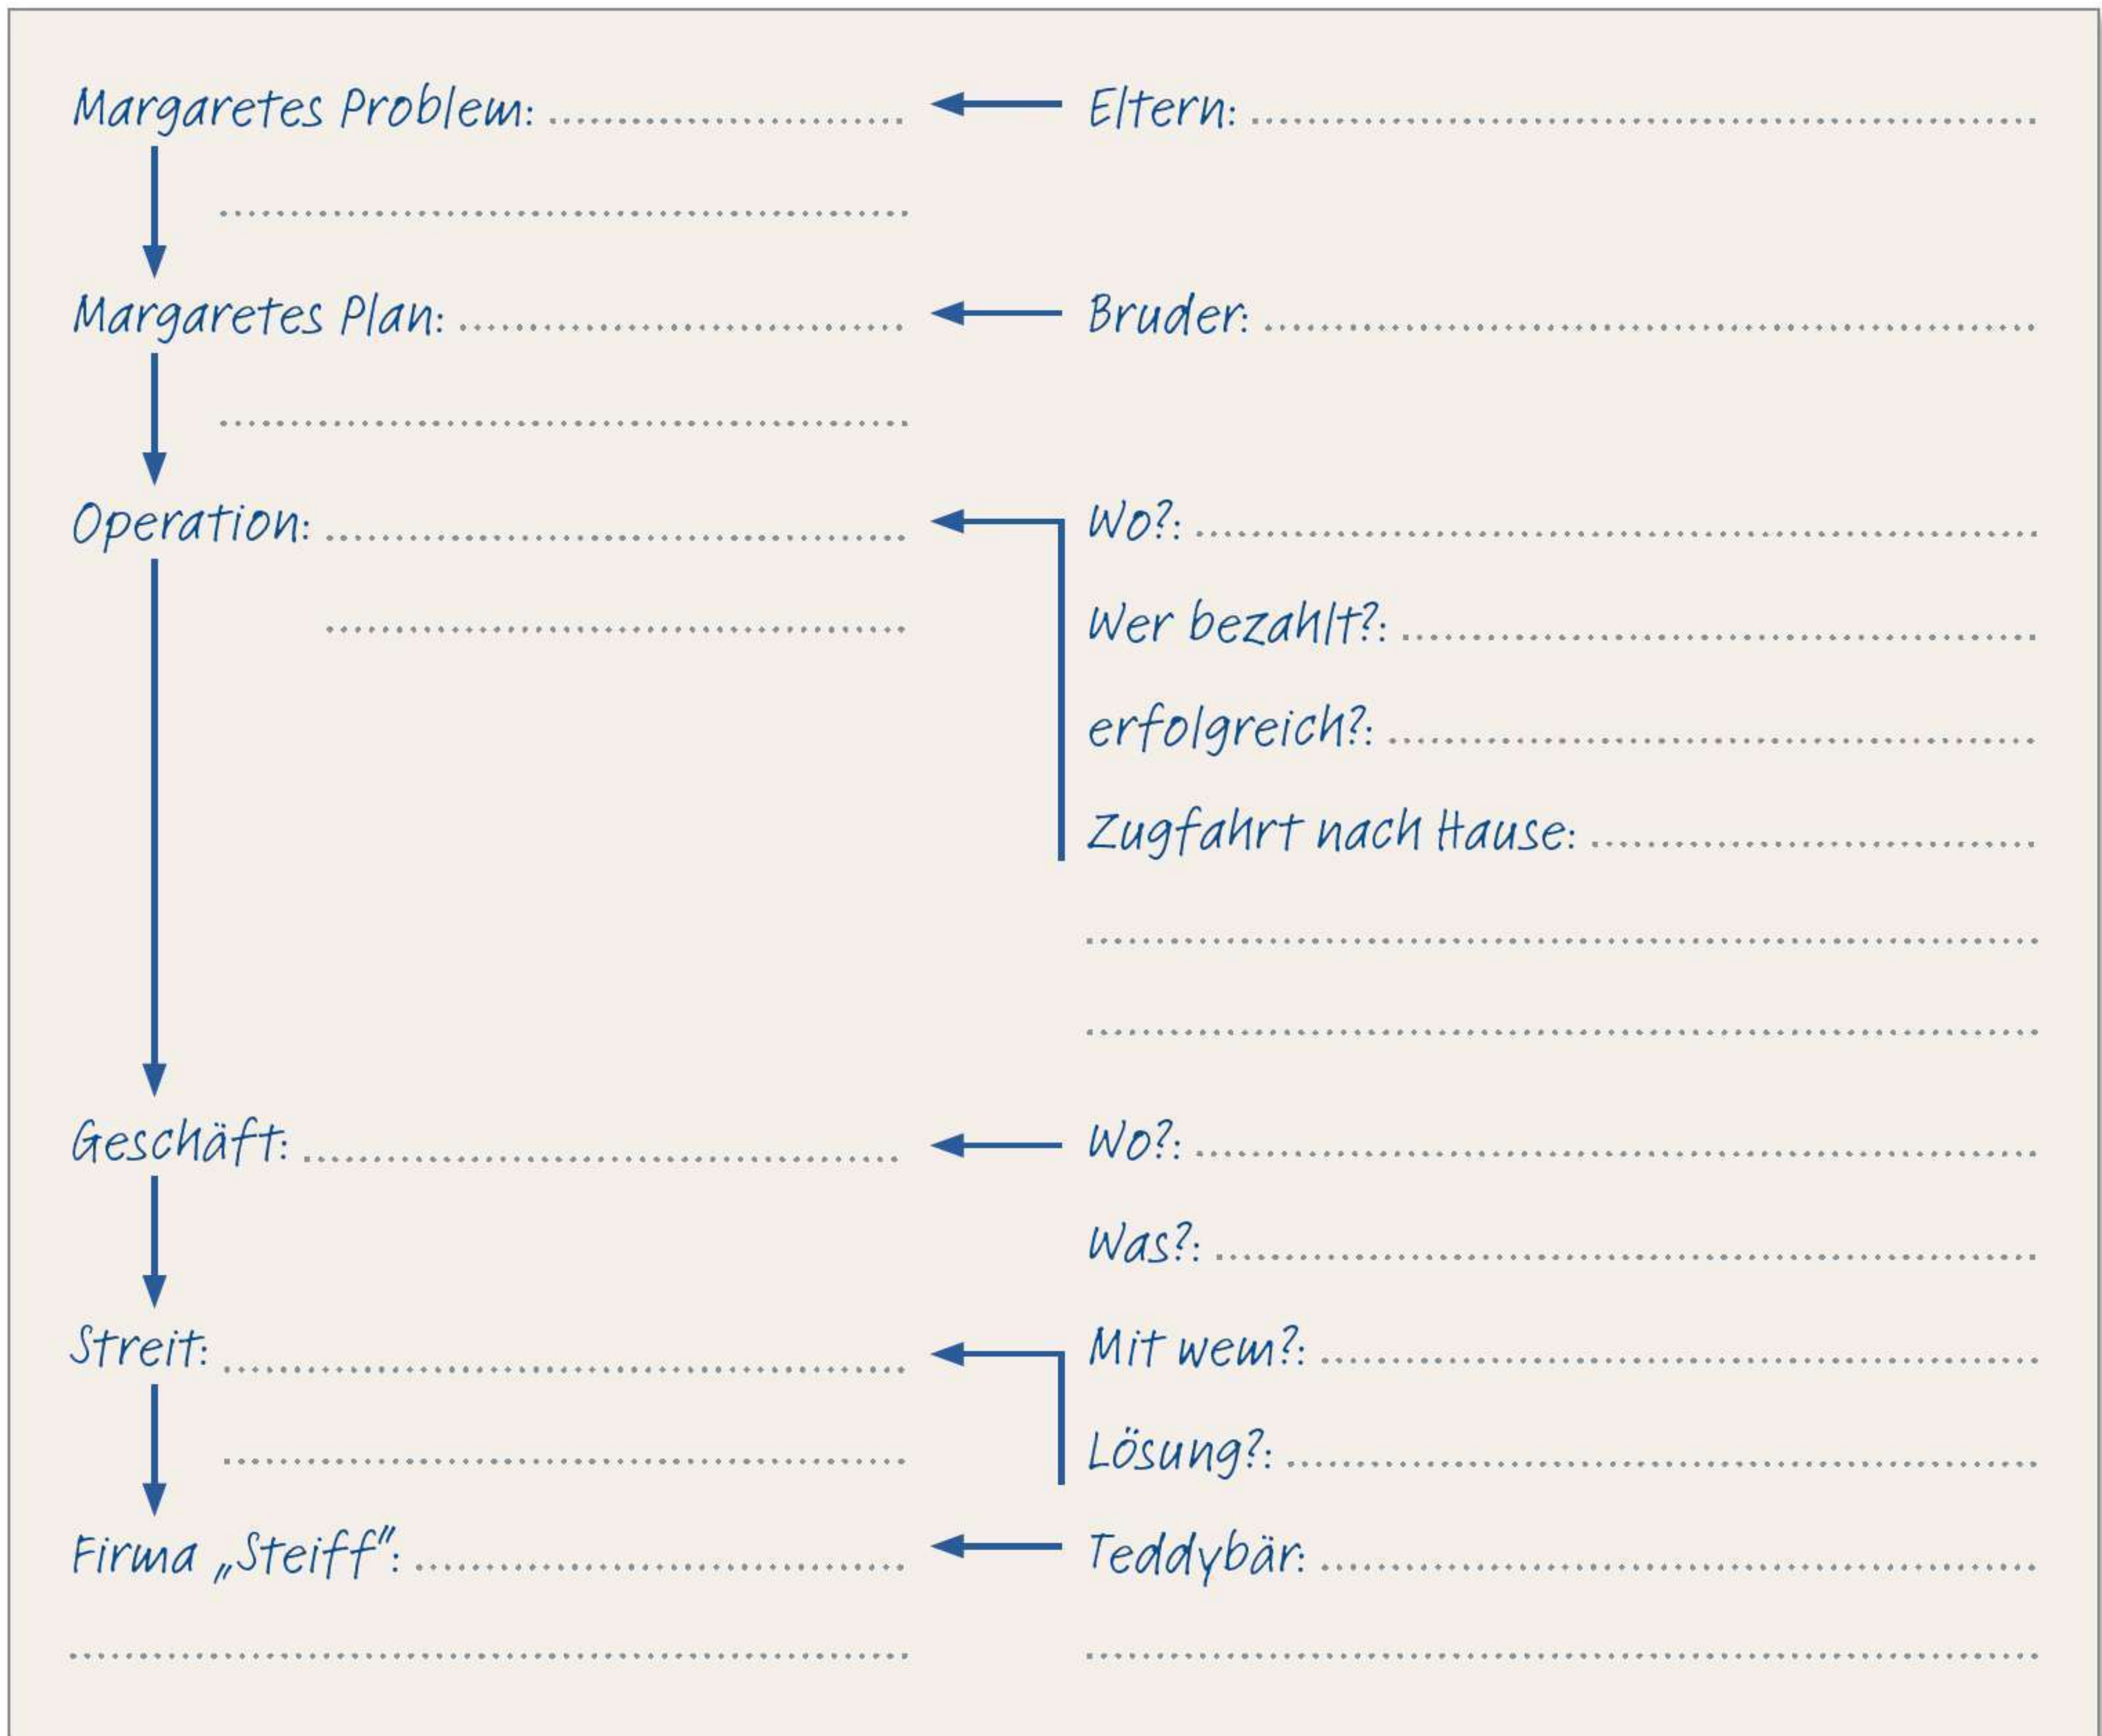 Margaretes Problem: Eltern:
Margaretes Plan: Bruder:
Operation: Wo?:
Wer bezahlt?:
erfolgreich?:
Zugfahrt nach Hause:
Geschäft: Wo?:
Was?:
Streit: Mit wem?:
Lösung?:
Firma „Steiff“: Teddybär: